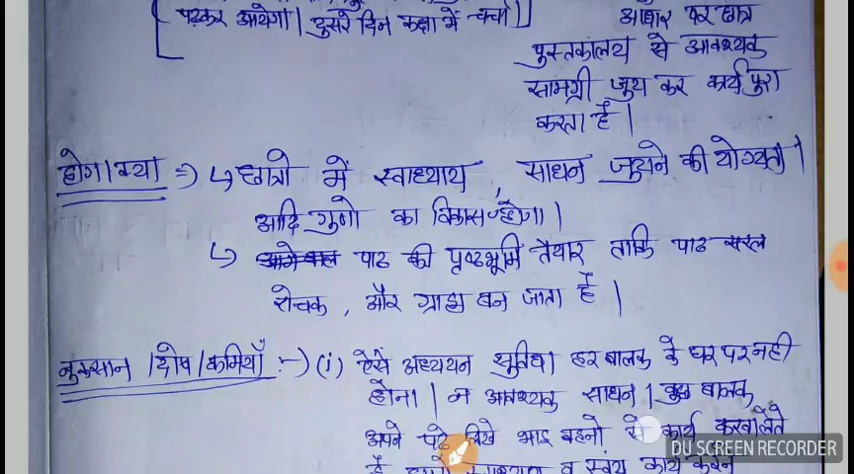 पढ़कर आयेगा। दुसरे दिन कक्षा में चर्चा
आधार पर छात्र
पुस्तकालय से आवश्यक
सामग्री जुटा कर कार्य पुरा
करता है।
होगा क्या => ↳ छात्रो में स्वाध्याय, साधन जुटाने की योग्यता।
आदि गुणो का विकास होगा।
↳ पाठ की पृष्ठभूमि तैयार ताकि पाठ सरल
रोचक, और ग्राह्य बन जाता है।
नुकसान /दोष/कमियाँ :-) (i) ऐसे अध्ययन सुविधा हर बालक के घर पर नही
होना। न आवश्यक साधन। कुछ बालक
अपने पढे लिखे भाइ बहनो से कार्य करवा लेते
व स्वंय कार्य करने
DU SCREEN RECORDER